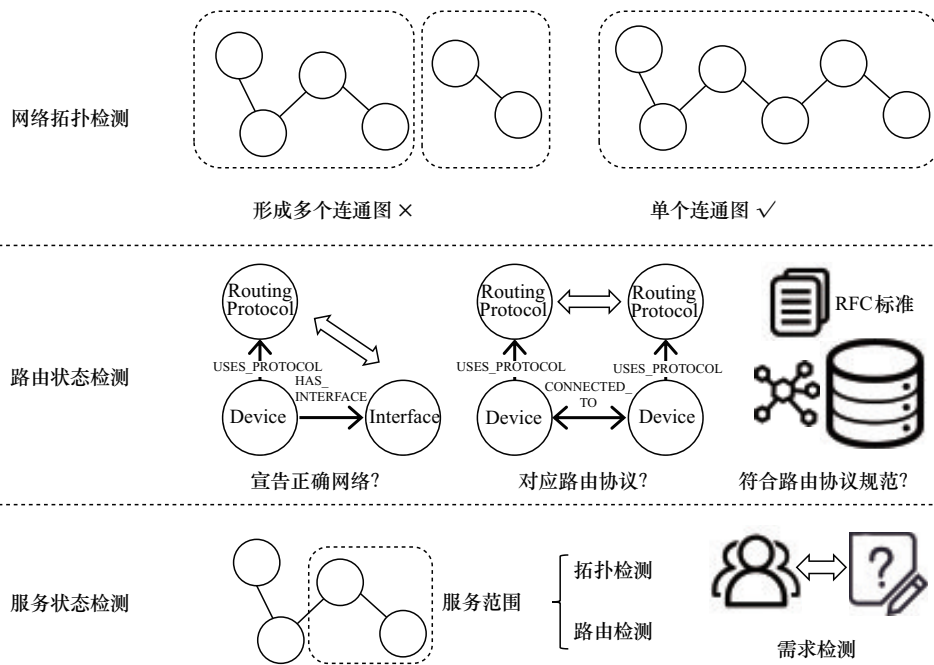 网络拓扑检测
形成多个连通图 ×
单个连通图 √
路由状态检测
Routing
Protocol
USES_PROTOCOL
HAS_
INTERFACE
Device
Interface
宣告正确网络？
Routing
Protocol
Routing
Protocol
USES_PROTOCOL
USES_PROTOCOL
CONNECTED_
TO
Device
Device
对应路由协议？
RFC标准
符合路由协议规范？
服务状态检测
服务范围
拓扑检测
路由检测
?
需求检测